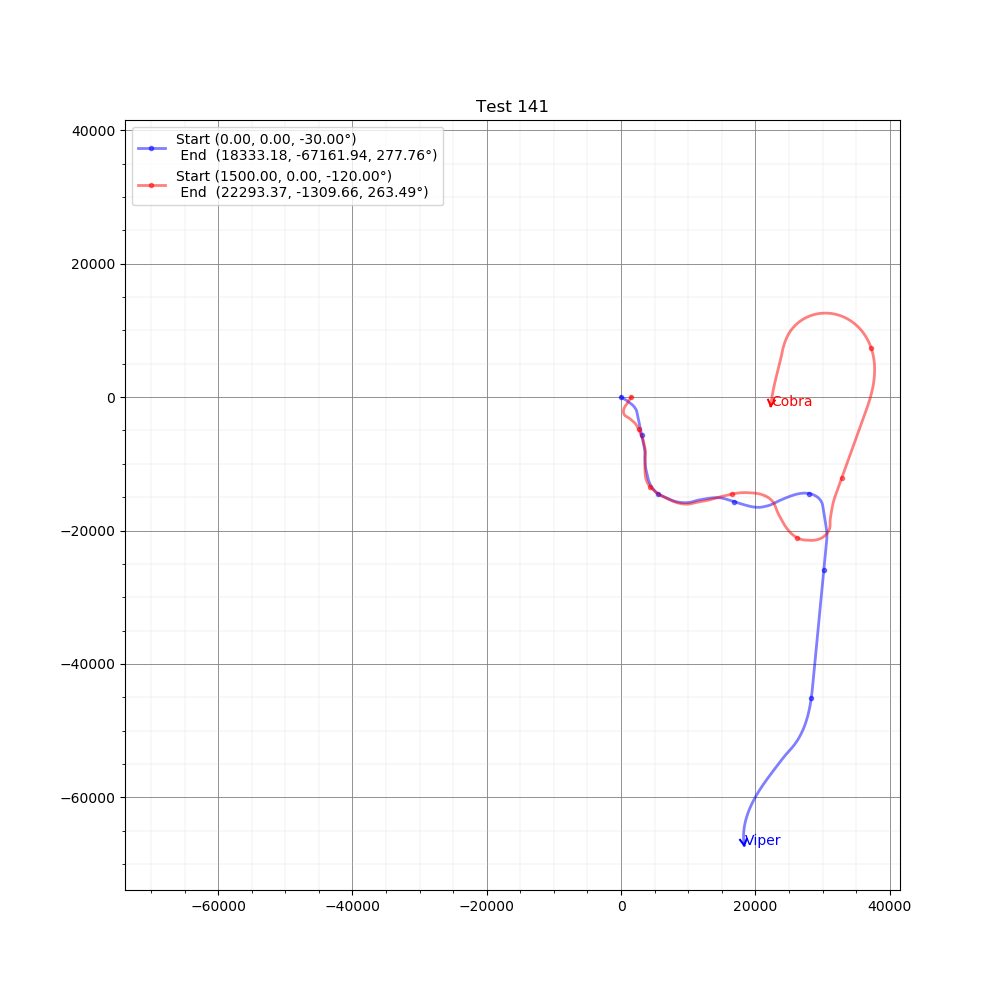 Test 141
Start (0.00, 0.00, -30.00°)
End  (18333.18, -67161.94, 277.76°)
Start (1500.00, 0.00, -120.00°)
End  (22293.37, -1309.66, 263.49°)
40000
20000
0
−20000
−40000
−60000
Cobra
Viper
−60000
−40000
−20000
0
20000
40000